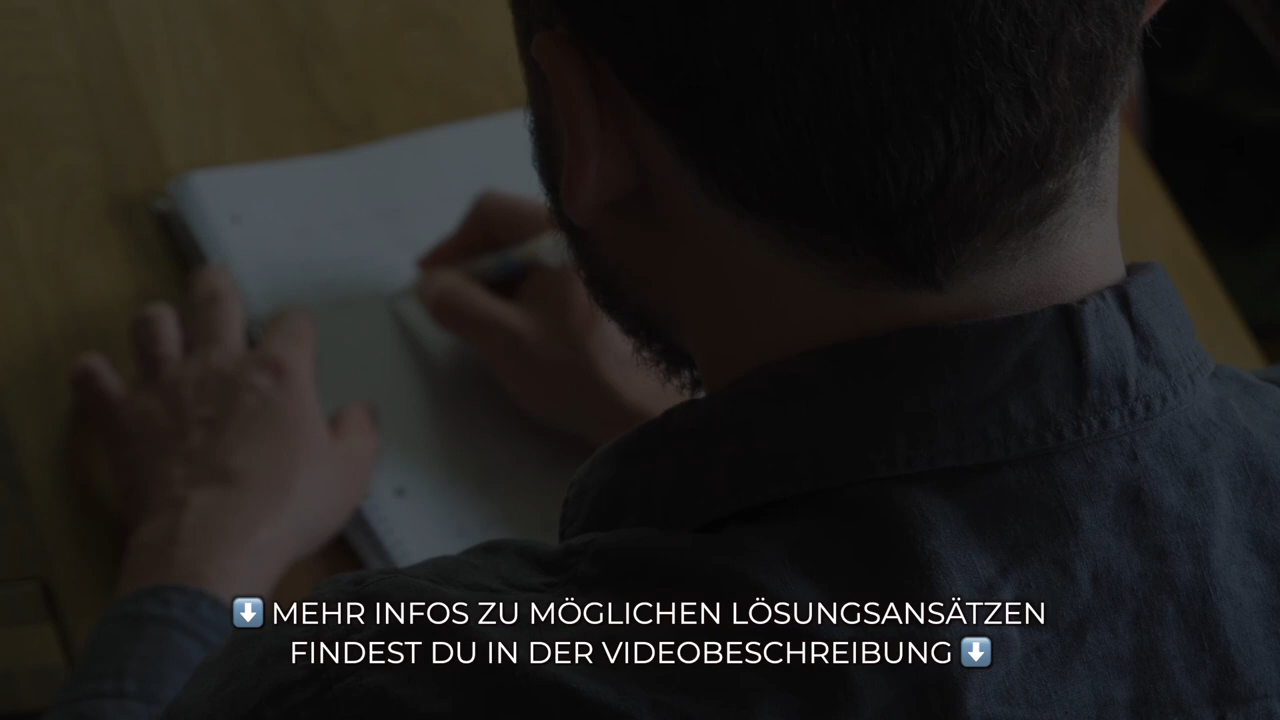 ⬇️ MEHR INFOS ZU MÖGLICHEN LÖSUNGSANSÄTZEN
FINDEST DU IN DER VIDEOBESCHREIBUNG ⬇️